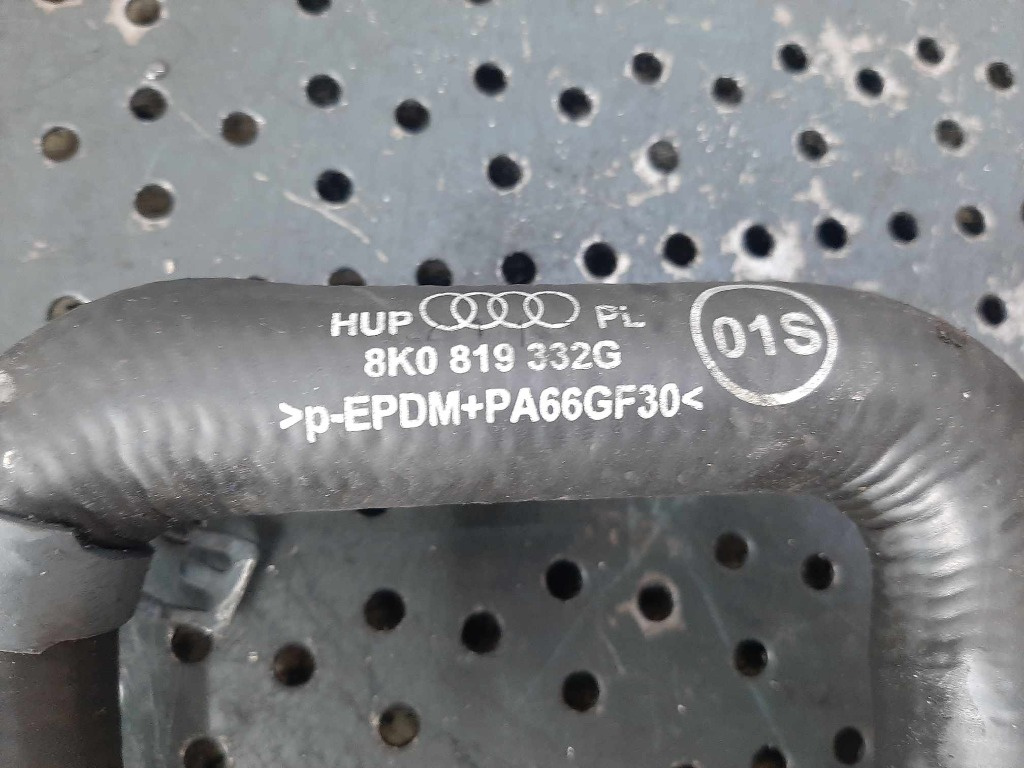 HUP PL
8K0 819 332G
>p-EPDM+PA66GF30<
01S